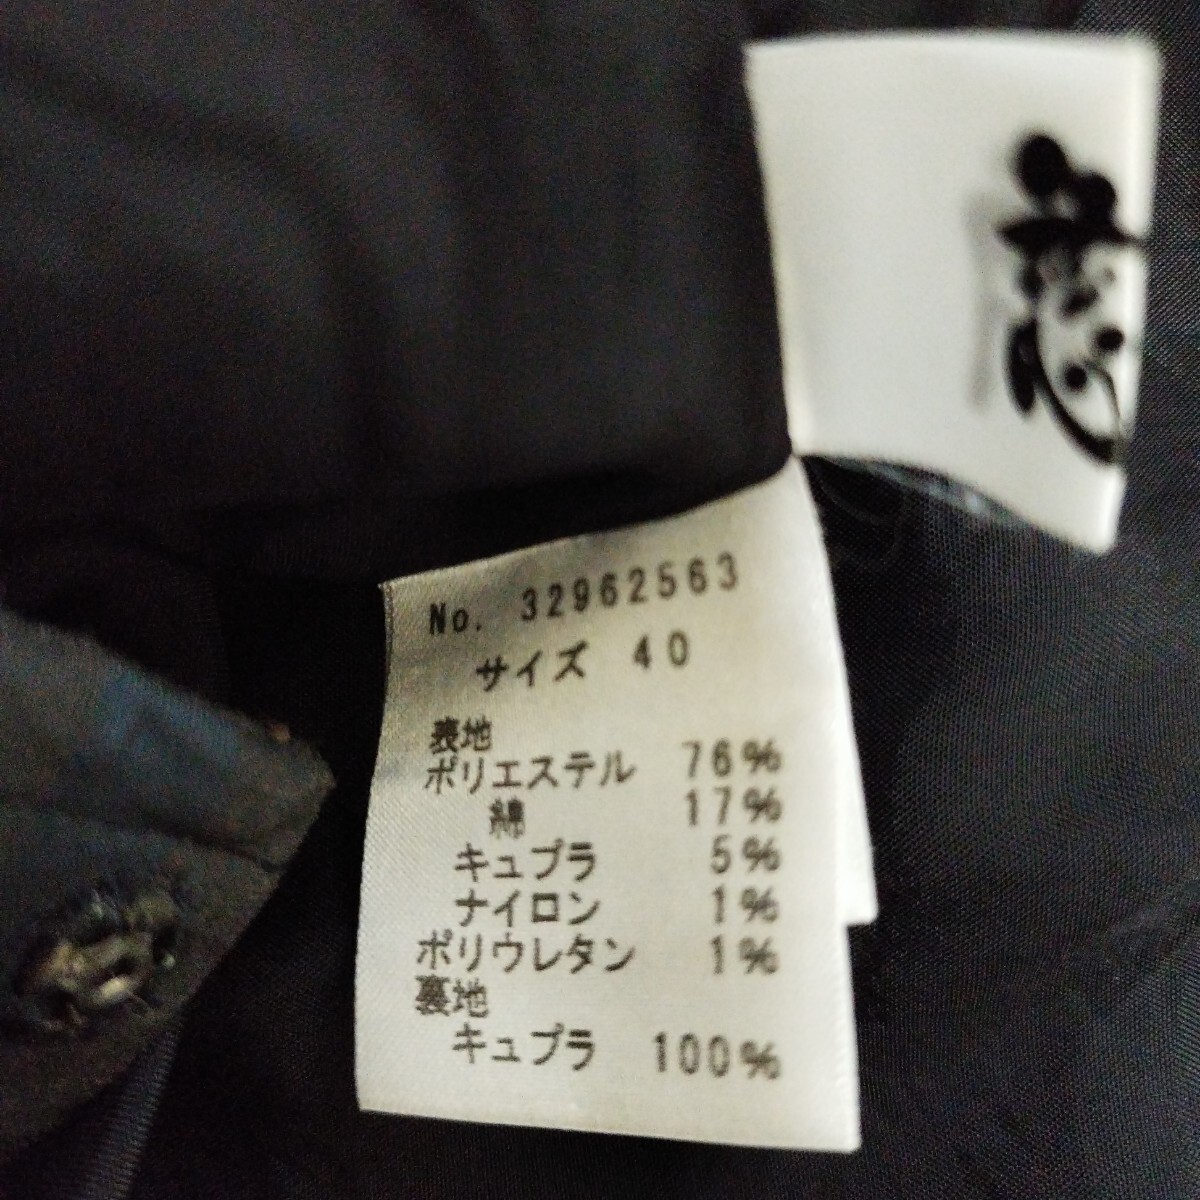 No. 32962563
サイズ 40
表地
ポリエステル 76%
綿 17%
キュプラ 5%
ナイロン 1%
ポリウレタン 1%
裏地
キュプラ 100%